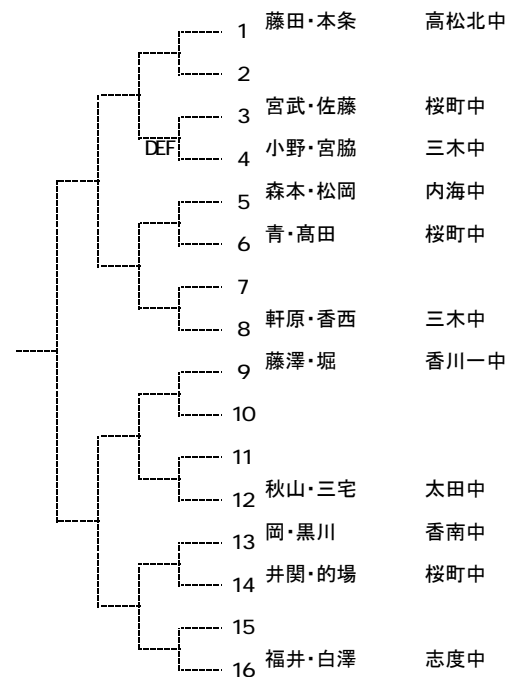 1 藤田・本条 高松北中
2
3 宮武・佐藤 桜町中
DEF
4 小野・宮脇 三木中
5 森本・松岡 内海中
6 青・髙田 桜町中
7
8 軒原・香西 三木中
9 藤澤・堀 香川一中
10
11
12 秋山・三宅 太田中
13 岡・黒川 香南中
14 井関・的場 桜町中
15
16 福井・白澤 志度中